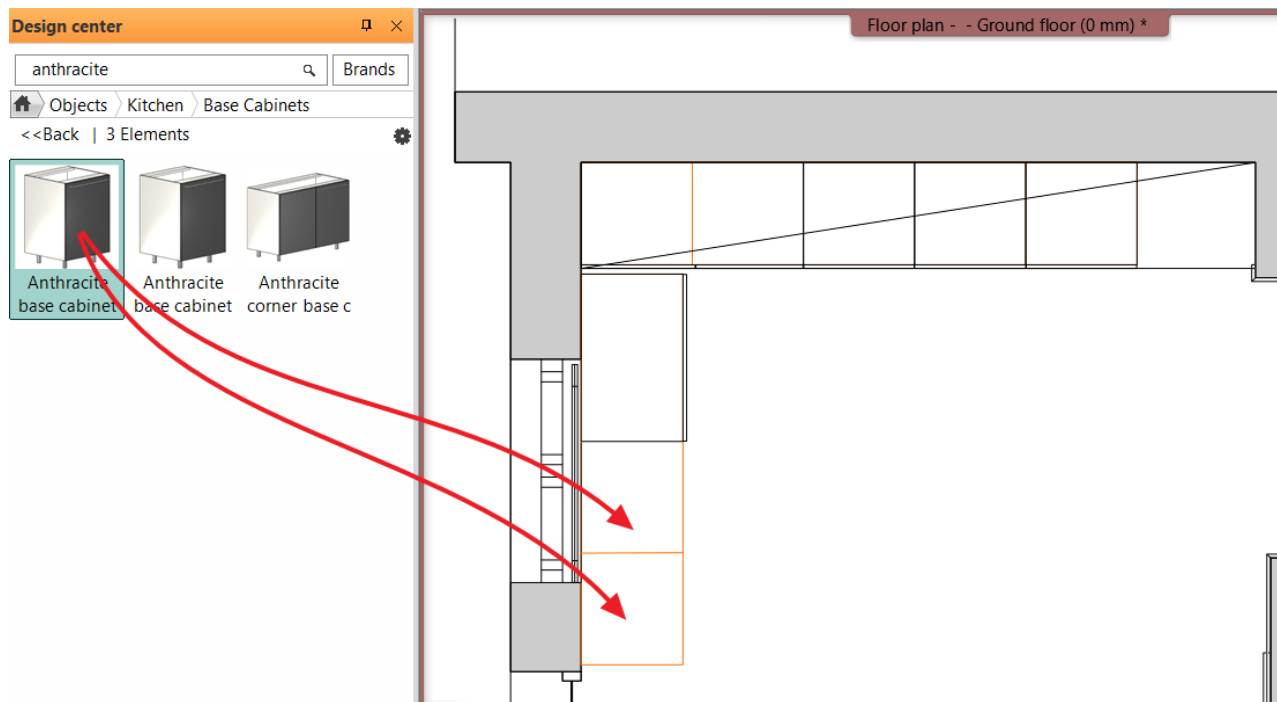 Design center
Floor plan - - Ground floor (0 mm) *
anthracite
Brands
Objects Kitchen Base Cabinets
<<Back | 3 Elements
Anthracite
base cabinet
Anthracite
base cabinet
Anthracite
corner base c